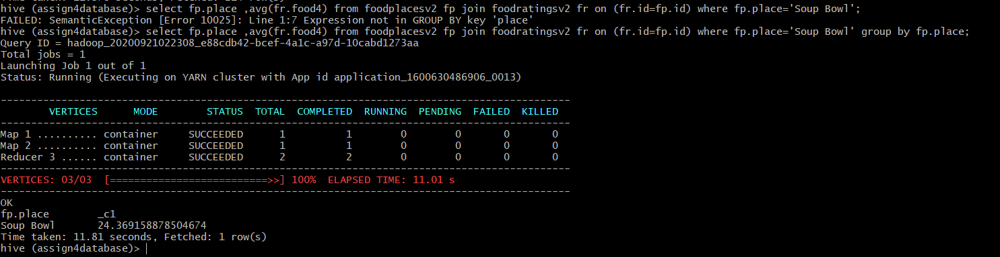 hive (assign4database)> select fp.place ,avg(fr.food4) from foodplacesv2 fp join foodratingsv2 fr on (fr.id=fp.id) where fp.place='Soup Bowl';
FAILED: SemanticException [Error 10025]: Line 1:7 Expression not in GROUP BY key 'place'
hive (assign4database)> select fp.place ,avg(fr.food4) from foodplacesv2 fp join foodratingsv2 fr on (fr.id=fp.id) where fp.place='Soup Bowl' group by fp.place;
Query ID = hadoop_20200921022308_e88cdb42-bcef-4a1c-a97d-10cabd1273aa
Total jobs = 1
Launching Job 1 out of 1
Status: Running (Executing on YARN cluster with App id application_1600630486906_0013)
----------------------------------------------------------------------------------------------
        VERTICES      MODE        STATUS  TOTAL  COMPLETED  RUNNING  PENDING  FAILED  KILLED
----------------------------------------------------------------------------------------------
Map 1 .......... container     SUCCEEDED      1          1        0        0       0       0
Map 2 .......... container     SUCCEEDED      1          1        0        0       0       0
Reducer 3 ...... container     SUCCEEDED      2          2        0        0       0       0
----------------------------------------------------------------------------------------------
VERTICES: 03/03  [==========================>>] 100%  ELAPSED TIME: 11.01 s
----------------------------------------------------------------------------------------------
OK
fp.place        _c1
Soup Bowl       24.369158878504674
Time taken: 11.81 seconds, Fetched: 1 row(s)
hive (assign4database)>